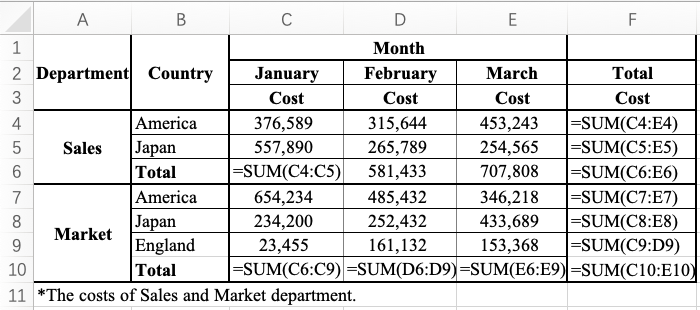 A B C D E F
1 Month
2 Department Country January February March Total
3 Cost Cost Cost Cost
4 America 376,589 315,644 453,243 =SUM(C4:E4)
5 Sales Japan 557,890 265,789 254,565 =SUM(C5:E5)
6 Total =SUM(C4:C5) 581,433 707,808 =SUM(C6:E6)
7 America 654,234 485,432 346,218 =SUM(C7:E7)
8 Market Japan 234,200 252,432 433,689 =SUM(C8:E8)
9 England 23,455 161,132 153,368 =SUM(C9:D9)
10 Total =SUM(C6:C9) =SUM(D6:D9) =SUM(E6:E9) =SUM(C10:E10)
11 *The costs of Sales and Market department.